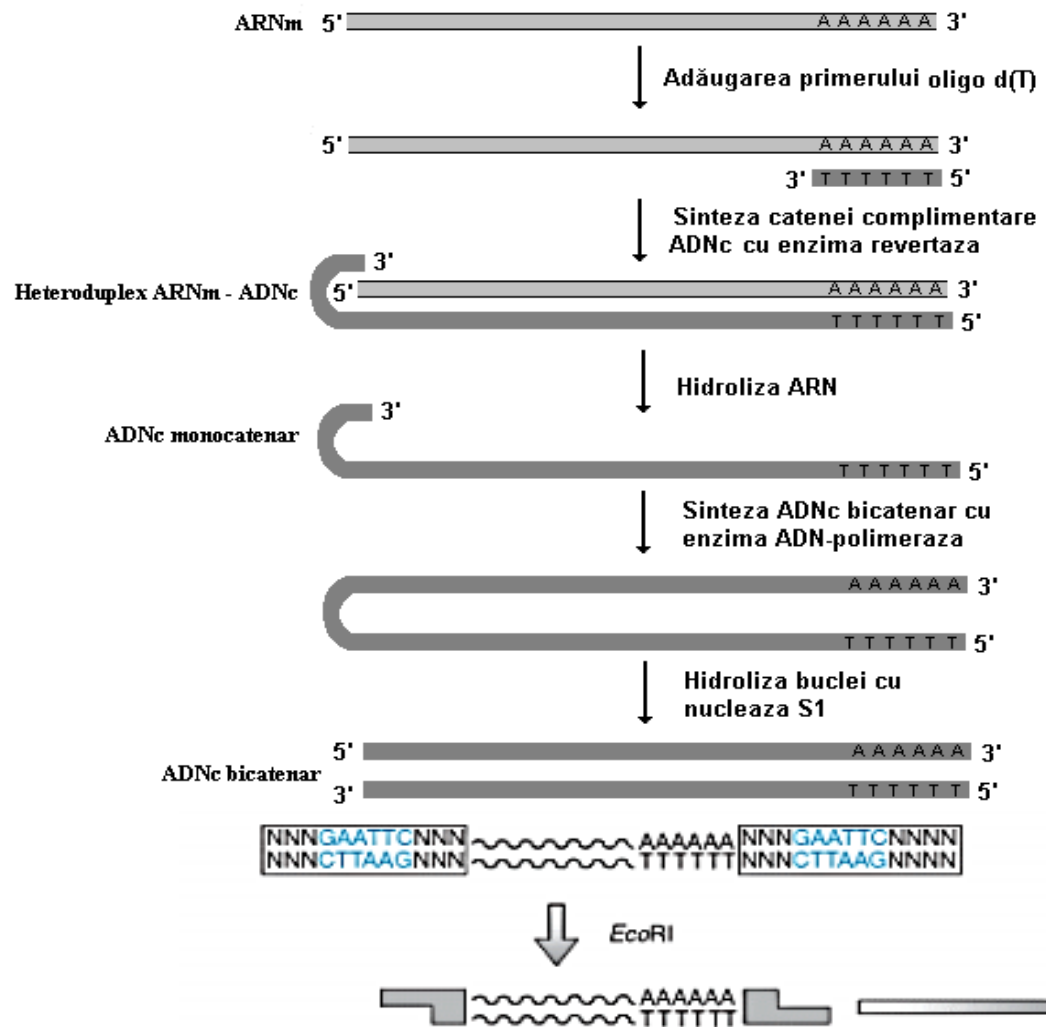 ARNm 5' A A A A A A 3'
Adăugarea primerului oligo d(T)
5' A A A A A A 3'
3' T T T T T T 5'
Sinteza catenei complimentare
ADNc cu enzima revertaza
3'
Heteroduplex ARNm - ADNc 5' A A A A A A 3'
T T T T T T 5'
Hidroliza ARN
3'
ADNc monocatenar
T T T T T T 5'
Sinteza ADNc bicatenar cu
enzima ADN-polimeraza
A A A A A A 3'
T T T T T T 5'
Hidroliza buclei cu
nucleaza S1
5' A A A A A A 3'
ADNc bicatenar
3' T T T T T T 5'
NNNGAATTCNNN AAAAAA NNNGAATTCNNNN
NNNCTTAAGNNN TTTTTT NNNCTTAAGNNNN
EcoRI
AAAAAA
TTTTTT